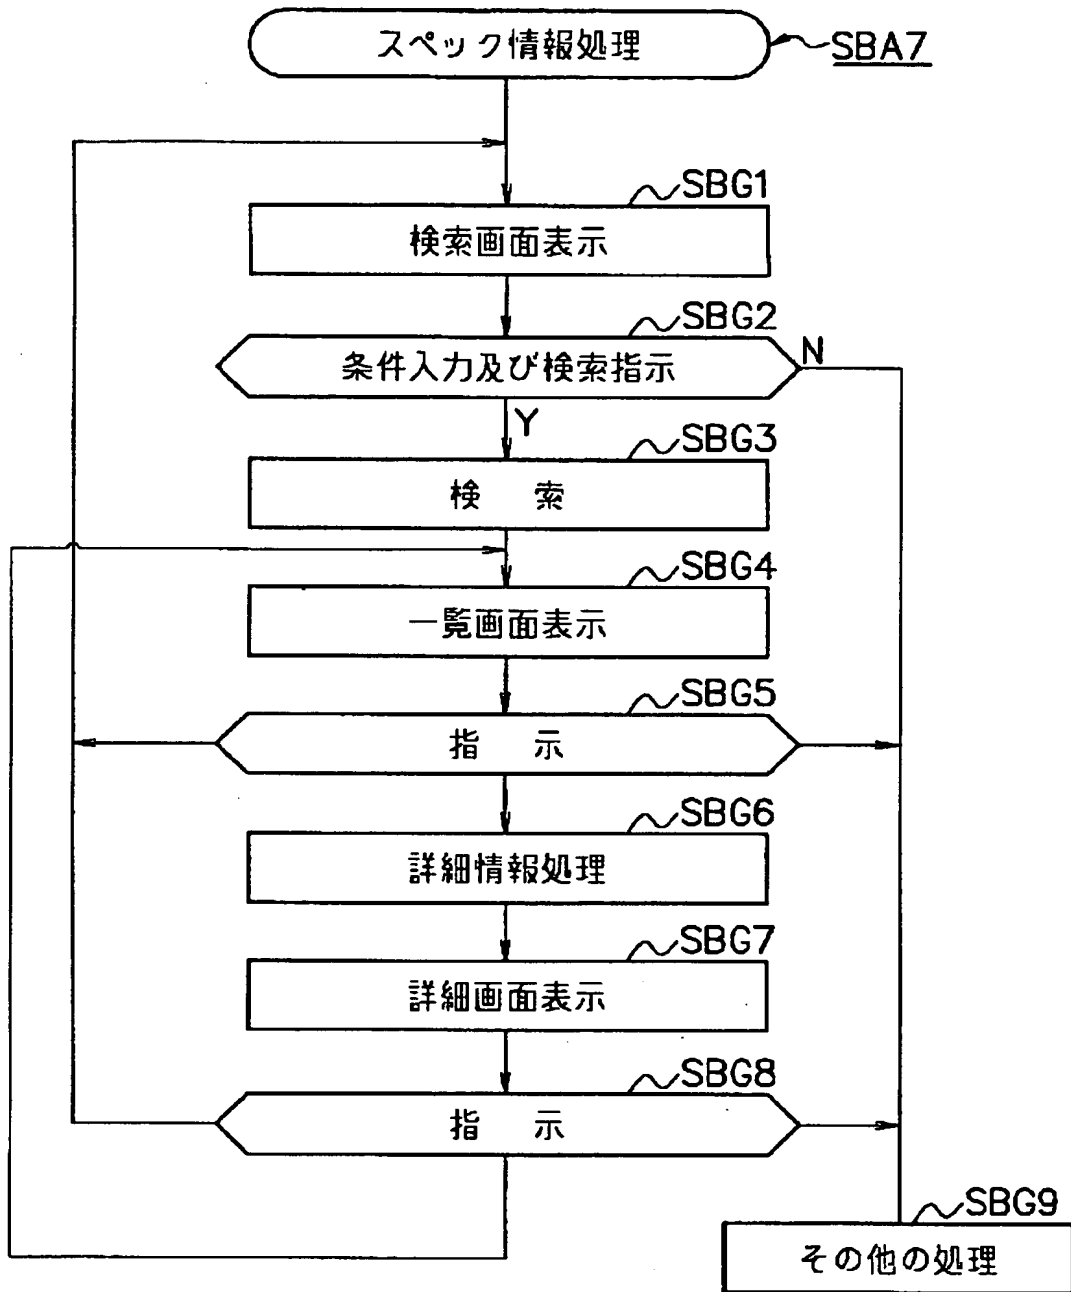 スペック情報処理
SBA7
SBG1
検索画面表示
SBG2
条件入力及び検索指示
N
Y
SBG3
検 索
SBG4
一覧画面表示
SBG5
指 示
SBG6
詳細情報処理
SBG7
詳細画面表示
SBG8
指 示
SBG9
その他の処理